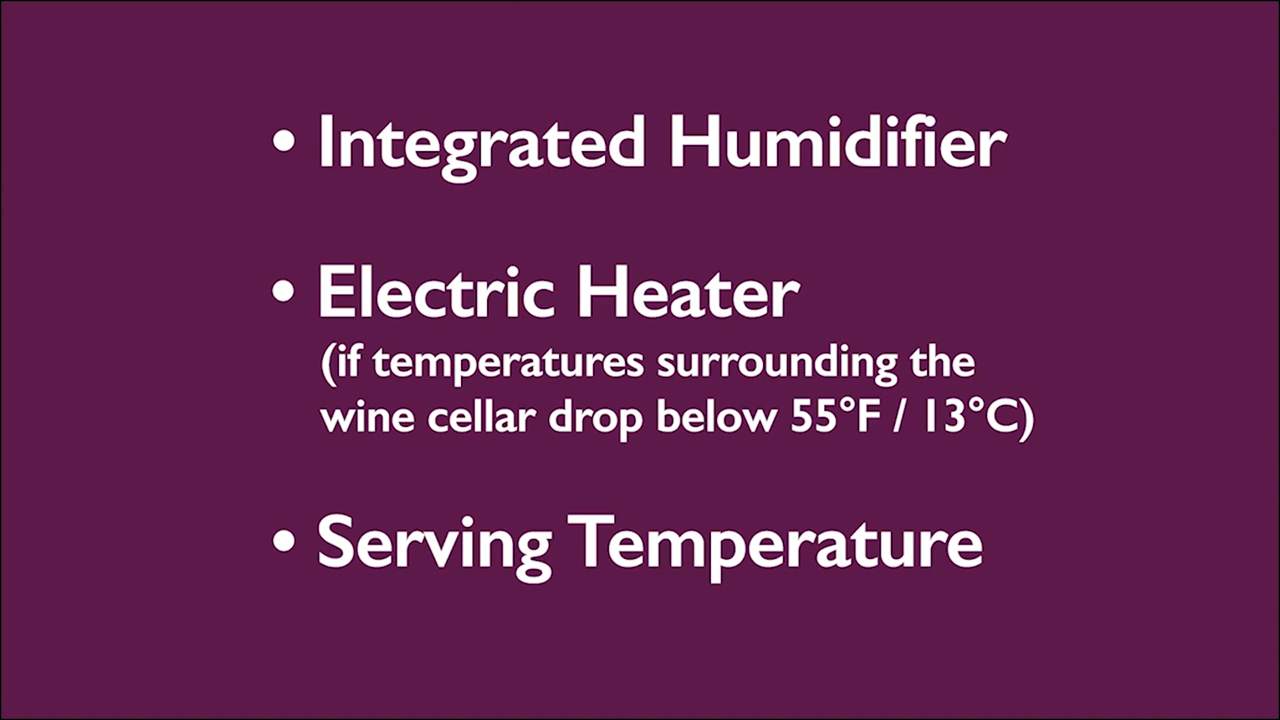 • Integrated Humidifier
• Electric Heater
(if temperatures surrounding the
wine cellar drop below 55°F / 13°C)
• Serving Temperature